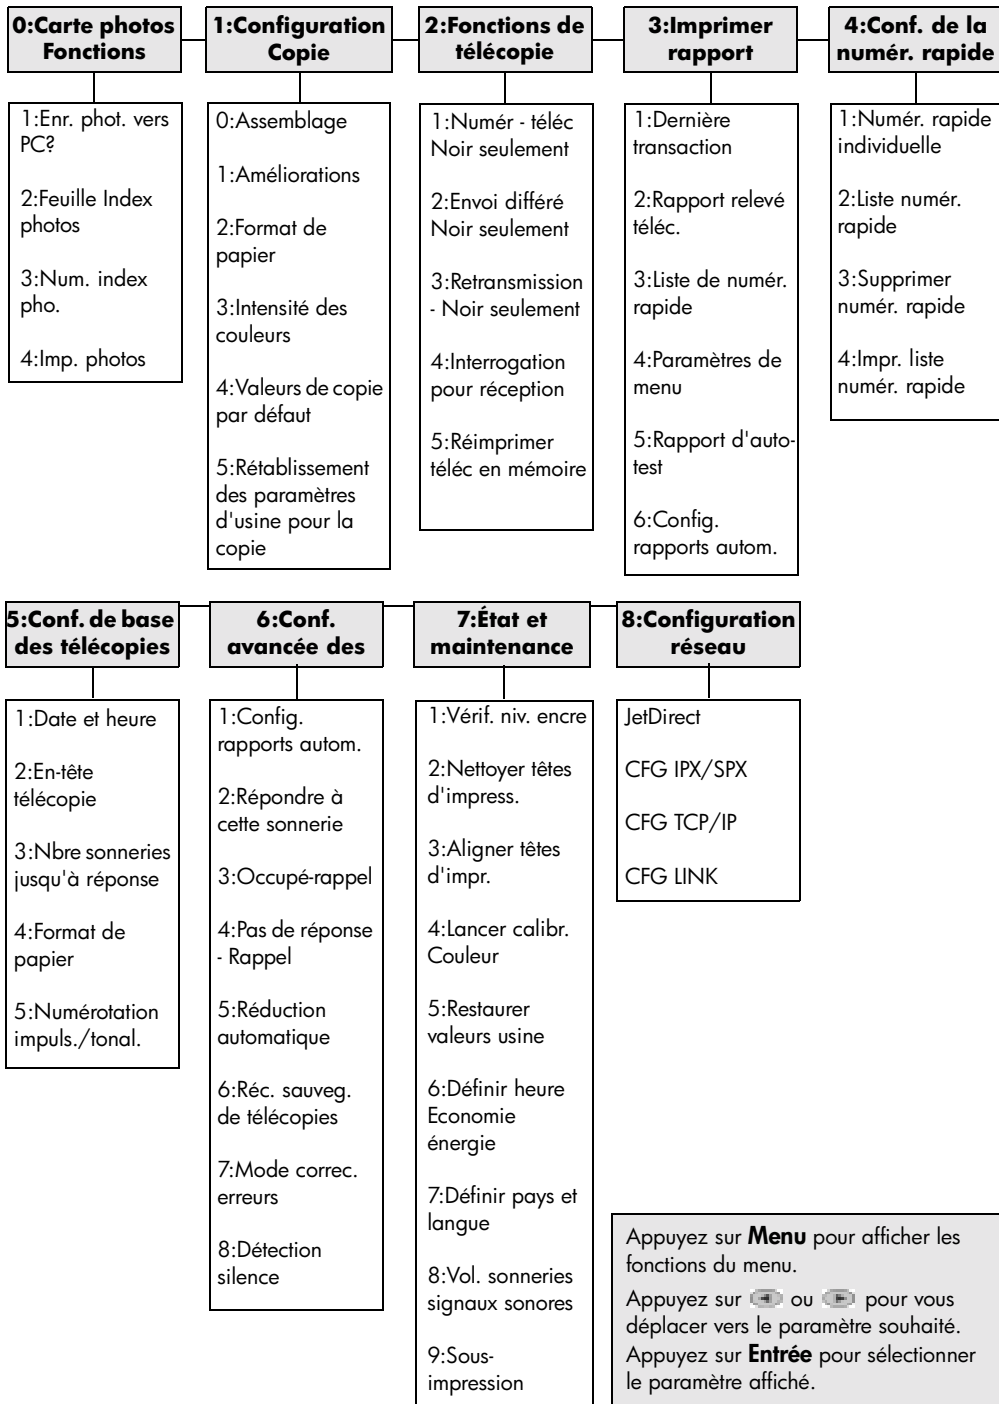 0:Carte photos
Fonctions
1:Enr. phot. vers
PC?
2:Feuille Index
photos
3:Num. index
pho.
4:Imp. photos
1:Configuration
Copie
0:Assemblage
1:Améliorations
2:Format de
papier
3:Intensité des
couleurs
4:Valeurs de copie
par défaut
5:Rétablissement
des paramètres
d'usine pour la
copie
2:Fonctions de
télécopie
1:Numér - téléc
Noir seulement
2:Envoi différé
Noir seulement
3:Retransmission
- Noir seulement
4:Interrogation
pour réception
5:Réimprimer
téléc en mémoire
3:Imprimer
rapport
1:Dernière
transaction
2:Rapport relevé
téléc.
3:Liste de numér.
rapide
4:Paramètres de
menu
5:Rapport d'auto-
test
6:Config.
rapports autom.
4:Conf. de la
numér. rapide
1:Numér. rapide
individuelle
2:Liste numér.
rapide
3:Supprimer
numér. rapide
4:Impr. liste
numér. rapide
5:Conf. de base
des télécopies
1:Date et heure
2:En-tête
télécopie
3:Nbre sonneries
jusqu'à réponse
4:Format de
papier
5:Numérotation
impuls./tonal.
6:Conf.
avancée des
1:Config.
rapports autom.
2:Répondre à
cette sonnerie
3:Occupé-rappel
4:Pas de réponse
- Rappel
5:Réduction
automatique
6:Réc. sauveg.
de télécopies
7:Mode correc.
erreurs
8:Détection
silence
7:État et
maintenance
1:Vérif. niv. encre
2:Nettoyer têtes
d'impress.
3:Aligner têtes
d'impr.
4:Lancer calibr.
Couleur
5:Restaurer
valeurs usine
6:Définir heure
Economie
énergie
7:Définir pays et
langue
8:Vol. sonneries
signaux sonores
9:Sous-
impression
8:Configuration
réseau
JetDirect
CFG IPX/SPX
CFG TCP/IP
CFG LINK
Appuyez sur Menu pour afficher les
fonctions du menu.
Appuyez sur ou pour vous
déplacer vers le paramètre souhaité.
Appuyez sur Entrée pour sélectionner
le paramètre affiché.